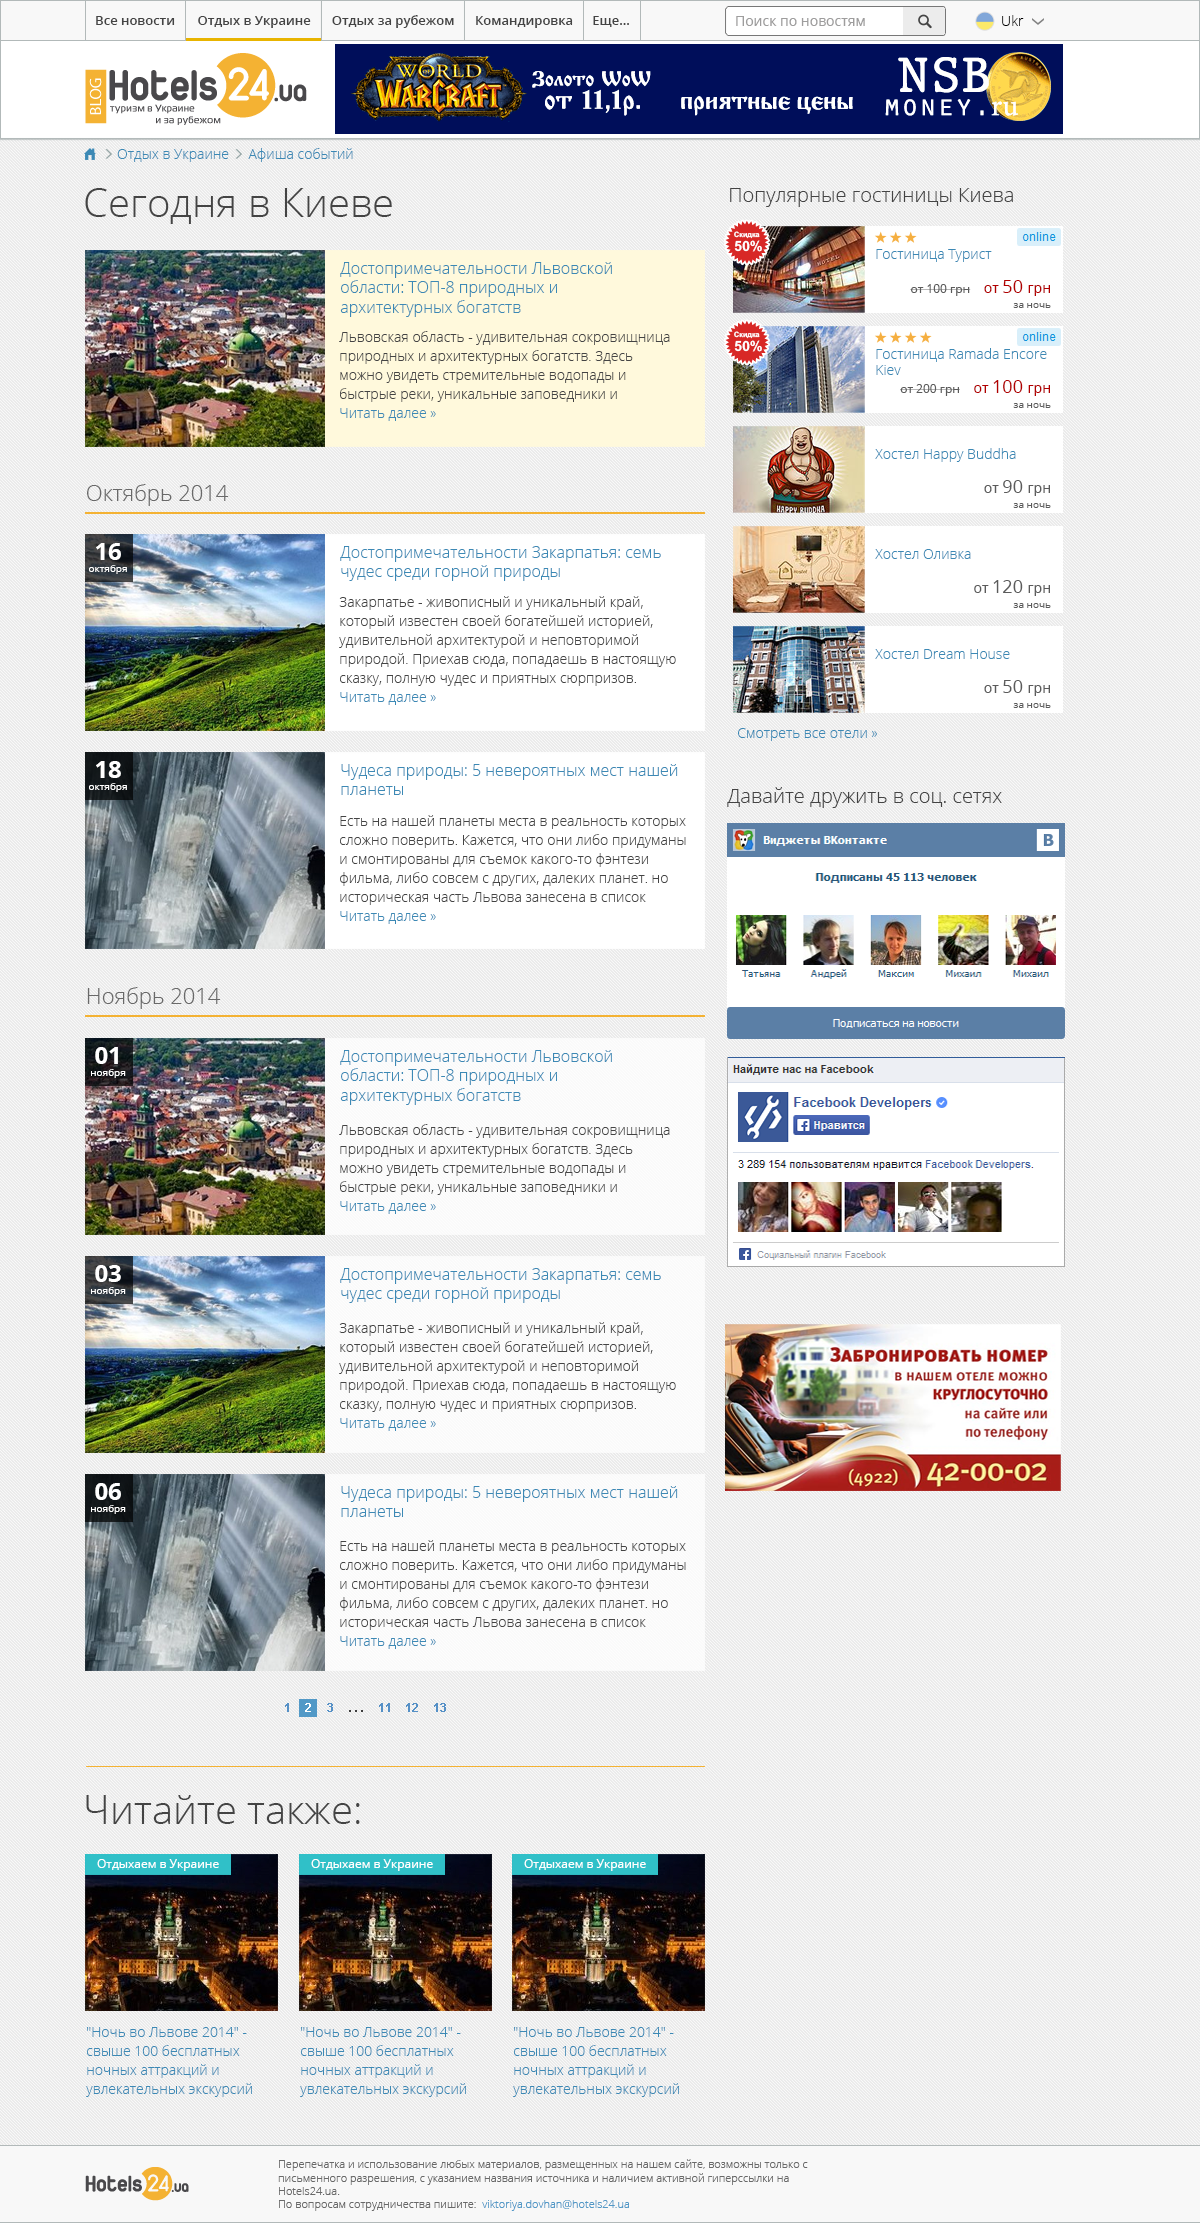 Все новости
Отдых в Украине
Отдых за рубежом
Командировка
Еще...
Поиск по новостям
Ukr
BLOG
Hotels24.ua
туризм в Украине
и за рубежом
WORLD
WARCRAFT
Золото WoW
от 11,1р.
приятные цены
NSB
MONEY.ru
Отдых в Украине
Афиша событий
Сегодня в Киеве
Достопримечательности Львовской
области: ТОП-8 природных и
архитектурных богатств
Львовская область - удивительная сокровищница
природных и архитектурных богатств. Здесь
можно увидеть стремительные водопады и
быстрые реки, уникальные заповедники и
Читать далее »
Октябрь 2014
16
октября
Достопримечательности Закарпатья: семь
чудес среди горной природы
Закарпатье - живописный и уникальный край,
который известен своей богатейшей историей,
удивительной архитектурой и неповторимой
природой. Приехав сюда, попадаешь в настоящую
сказку, полную чудес и приятных сюрпризов.
Читать далее »
18
октября
Чудеса природы: 5 невероятных мест нашей
планеты
Есть на нашей планеты места в реальность которых
сложно поверить. Кажется, что они либо придуманы
и смонтированы для съемок какого-то фэнтези
фильма, либо совсем с других, далеких планет. но
историческая часть Львова занесена в список
Читать далее »
Ноябрь 2014
01
ноября
Достопримечательности Львовской
области: ТОП-8 природных и
архитектурных богатств
Львовская область - удивительная сокровищница
природных и архитектурных богатств. Здесь
можно увидеть стремительные водопады и
быстрые реки, уникальные заповедники и
Читать далее »
03
ноября
Достопримечательности Закарпатья: семь
чудес среди горной природы
Закарпатье - живописный и уникальный край,
который известен своей богатейшей историей,
удивительной архитектурой и неповторимой
природой. Приехав сюда, попадаешь в настоящую
сказку, полную чудес и приятных сюрпризов.
Читать далее »
06
ноября
Чудеса природы: 5 невероятных мест нашей
планеты
Есть на нашей планеты места в реальность которых
сложно поверить. Кажется, что они либо придуманы
и смонтированы для съемок какого-то фэнтези
фильма, либо совсем с других, далеких планет. но
историческая часть Львова занесена в список
Читать далее »
1 2 3 ... 11 12 13
Популярные гостиницы Киева
Скидка
50%
HOTEL
online
Гостиница Турист
от 100 грн от 50 грн
за ночь
Скидка
50%
online
Гостиница Ramada Encore
Kiev
от 200 грн от 100 грн
за ночь
HAPPY BUDDHA
Хостел Happy Buddha
от 90 грн
за ночь
Хостел Оливка
от 120 грн
за ночь
Хостел Dream House
от 50 грн
за ночь
Смотреть все отели »
Давайте дружить в соц. сетях
Виджеты ВКонтакте
B
Подписаны 45 113 человек
Татьяна
Андрей
Максим
Михаил
Михаил
Подписаться на новости
Найдите нас на Facebook
Facebook Developers
Нравится
3 289 154 пользователям нравится Facebook Developers.
Социальный плагин Facebook
ЗАБРОНИРОВАТЬ НОМЕР
В НАШЕМ ОТЕЛЕ МОЖНО
КРУГЛОСУТОЧНО
на сайте или
по телефону
(4922) 42-00-02
Читайте также:
Отдыхаем в Украине
"Ночь во Львове 2014" -
свыше 100 бесплатных
ночных аттракций и
увлекательных экскурсий
Отдыхаем в Украине
"Ночь во Львове 2014" -
свыше 100 бесплатных
ночных аттракций и
увлекательных экскурсий
Отдыхаем в Украине
"Ночь во Львове 2014" -
свыше 100 бесплатных
ночных аттракций и
увлекательных экскурсий
Hotels24.ua
Перепечатка и использование любых материалов, размещенных на нашем сайте, возможны только с
письменного разрешения, с указанием названия источника и наличием активной гиперссылки на
Hotels24.ua.
По вопросам сотрудничества пишите: viktoriya.dovhan@hotels24.ua